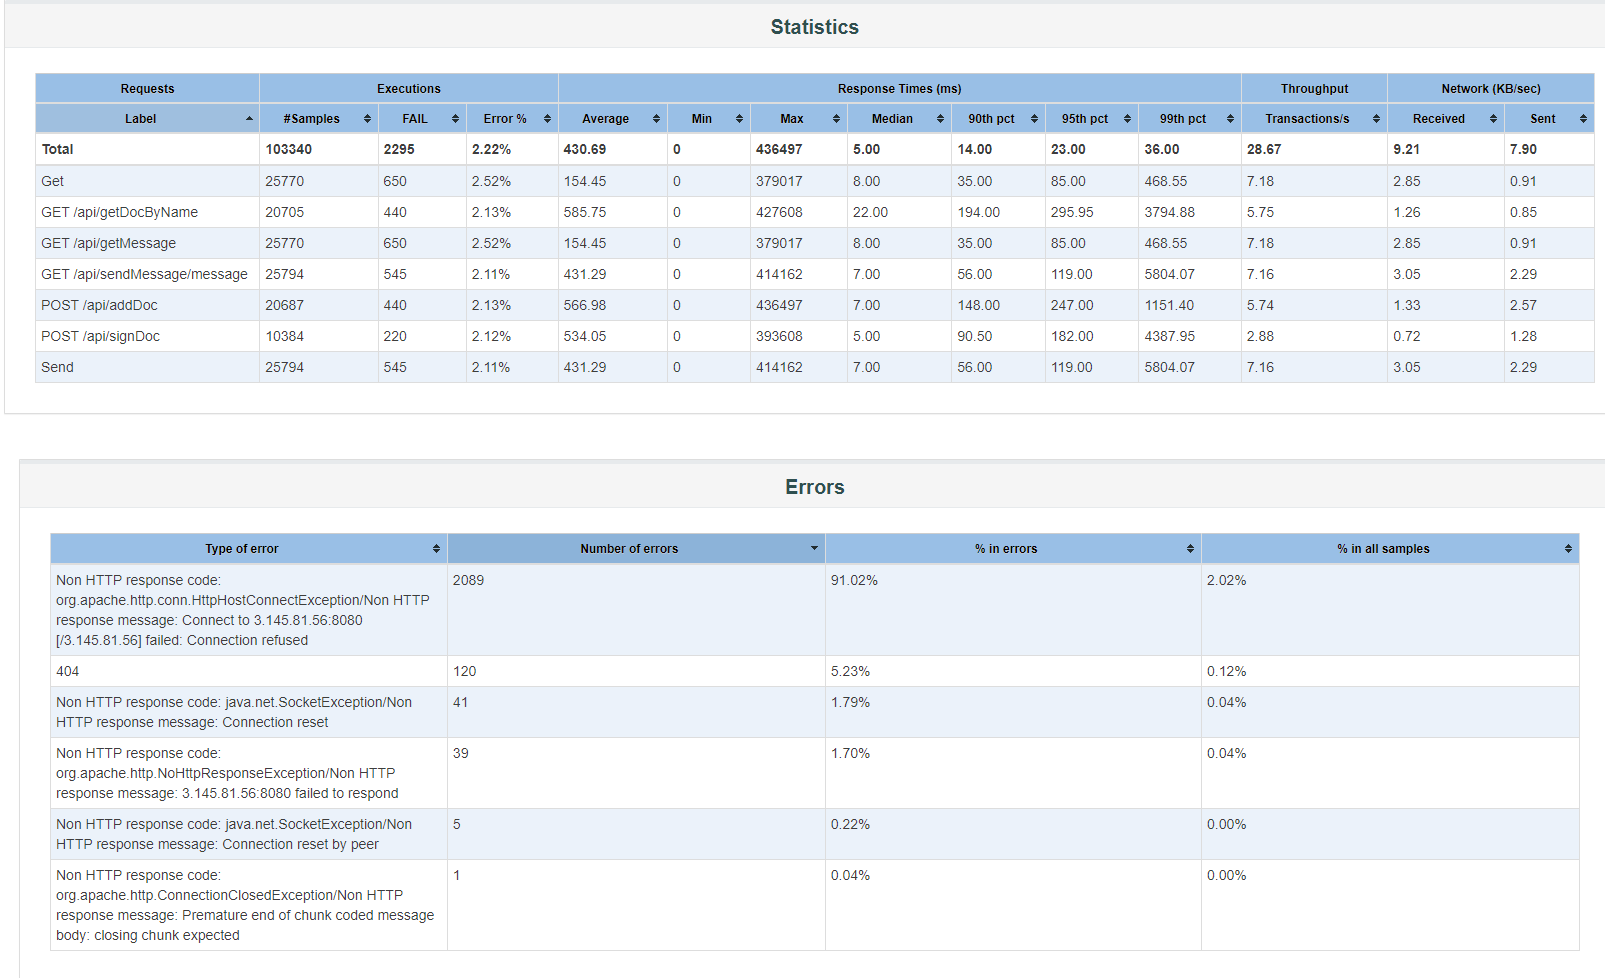 Statistics
Requests Executions Response Times (ms) Throughput Network (KB/sec)
Label #Samples FAIL Error % Average Min Max Median 90th pct 95th pct 99th pct Transactions/s Received Sent
Total 103340 2295 2.22% 430.69 0 436497 5.00 14.00 23.00 36.00 28.67 9.21 7.90
Get 25770 650 2.52% 154.45 0 379017 8.00 35.00 85.00 468.55 7.18 2.85 0.91
GET /api/getDocByName 20705 440 2.13% 585.75 0 427608 22.00 194.00 295.95 3794.88 5.75 1.26 0.85
GET /api/getMessage 25770 650 2.52% 154.45 0 379017 8.00 35.00 85.00 468.55 7.18 2.85 0.91
GET /api/sendMessage/message 25794 545 2.11% 431.29 0 414162 7.00 56.00 119.00 5804.07 7.16 3.05 2.29
POST /api/addDoc 20687 440 2.13% 566.98 0 436497 7.00 148.00 247.00 1151.40 5.74 1.33 2.57
POST /api/signDoc 10384 220 2.12% 534.05 0 393608 5.00 90.50 182.00 4387.95 2.88 0.72 1.28
Send 25794 545 2.11% 431.29 0 414162 7.00 56.00 119.00 5804.07 7.16 3.05 2.29
Errors
Type of error Number of errors % in errors % in all samples
Non HTTP response code: 2089 91.02% 2.02%
org.apache.http.conn.HttpHostConnectException/Non HTTP
response message: Connect to 3.145.81.56:8080
[/3.145.81.56] failed: Connection refused
404 120 5.23% 0.12%
Non HTTP response code: java.net.SocketException/Non 41 1.79% 0.04%
HTTP response message: Connection reset
Non HTTP response code: 39 1.70% 0.04%
org.apache.http.NoHttpResponseException/Non HTTP
response message: 3.145.81.56:8080 failed to respond
Non HTTP response code: java.net.SocketException/Non 5 0.22% 0.00%
HTTP response message: Connection reset by peer
Non HTTP response code: 1 0.04% 0.00%
org.apache.http.ConnectionClosedException/Non HTTP
response message: Premature end of chunk coded message
body: closing chunk expected